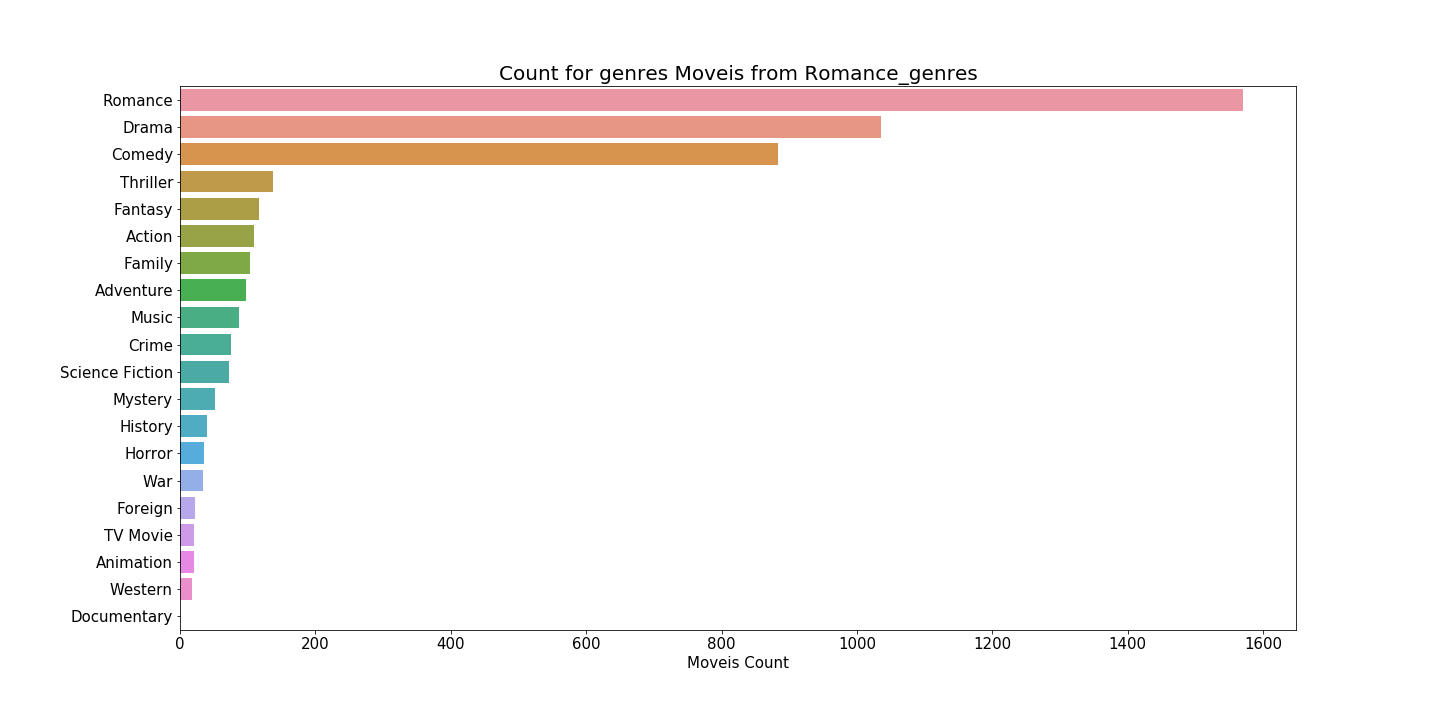 Count for genres Moveis from Romance_genres
Romance
Drama
Comedy
Thriller
Fantasy
Action
Family
Adventure
Music
Crime
Science Fiction
Mystery
History
Horror
War
Foreign
TV Movie
Animation
Western
Documentary
0 200 400 600 800 1000 1200 1400 1600
Moveis Count